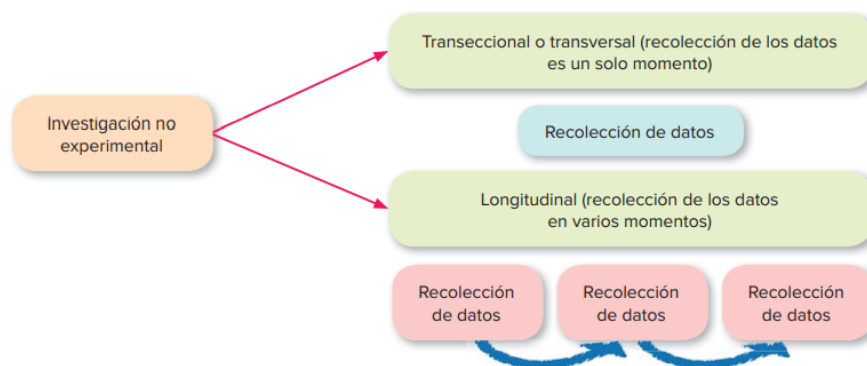 Transeccional o transversal (recolección de los datos
es un solo momento)
Investigación no
experimental
Recolección de datos
Longitudinal (recolección de los datos
en varios momentos)
Recolección
de datos
Recolección
de datos
Recolección
de datos